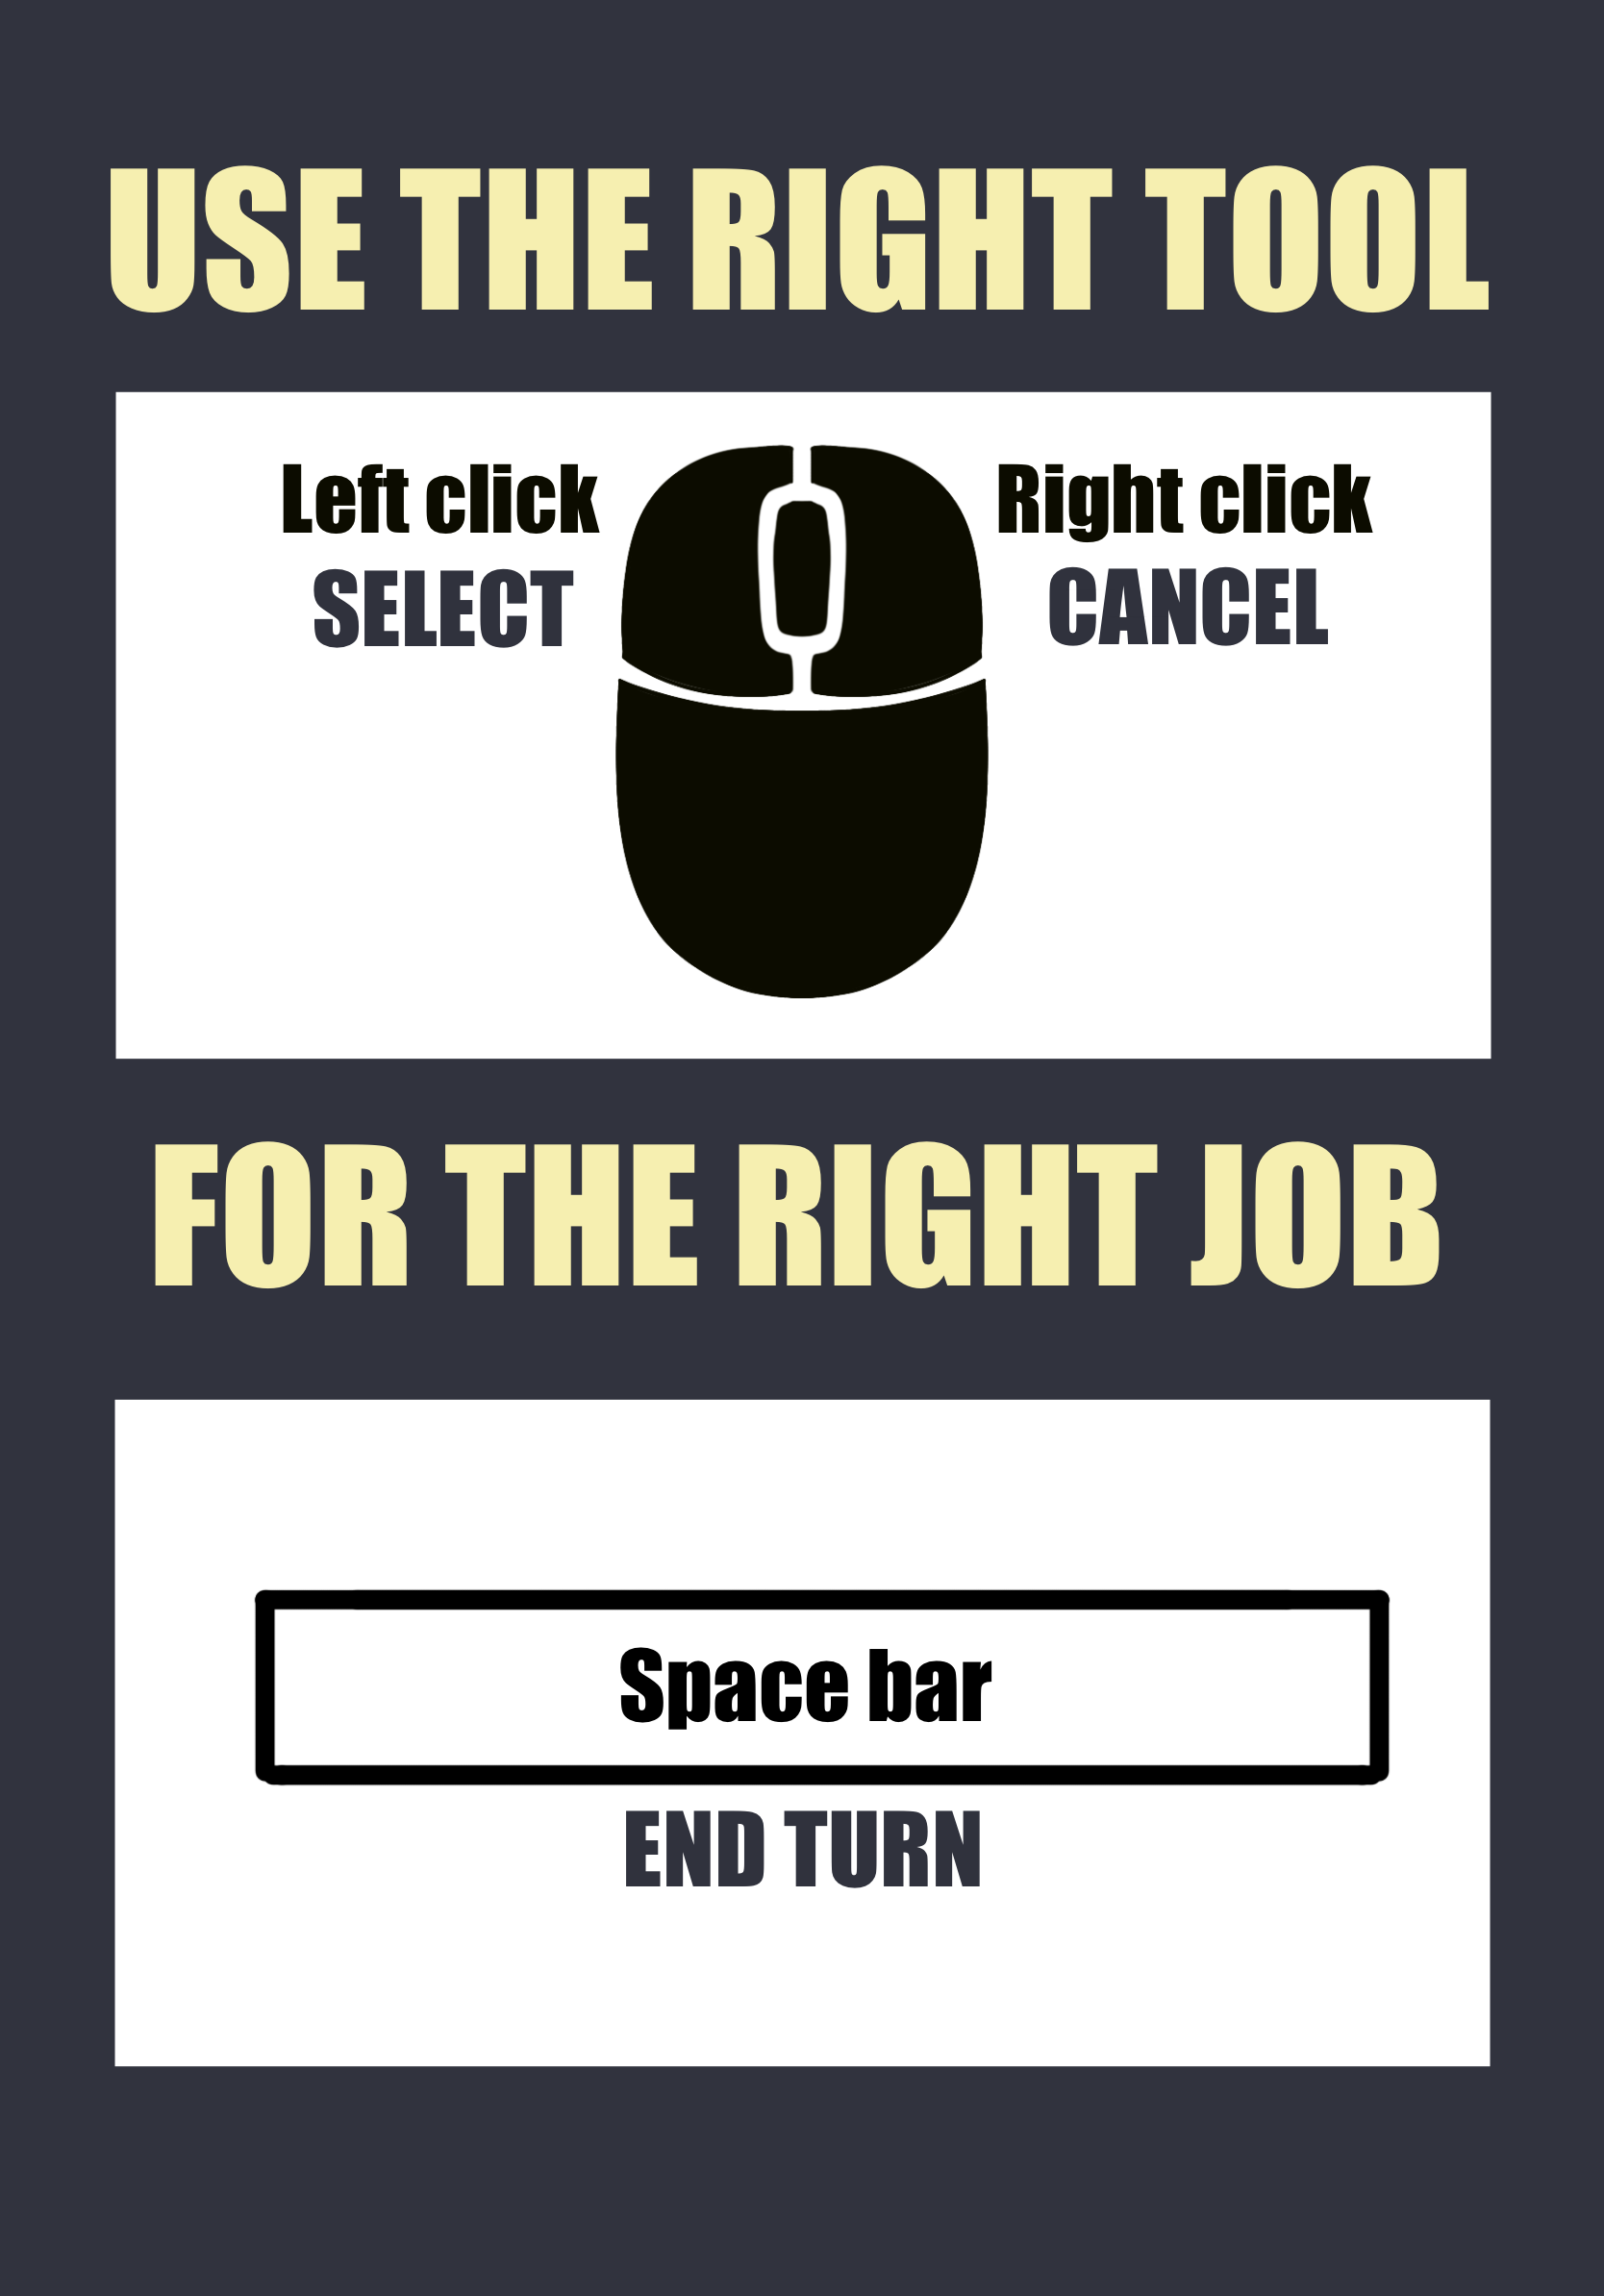 USE THE RIGHT TOOL
Left click
SELECT
Right click
CANCEL
FOR THE RIGHT JOB
Space bar
END TURN